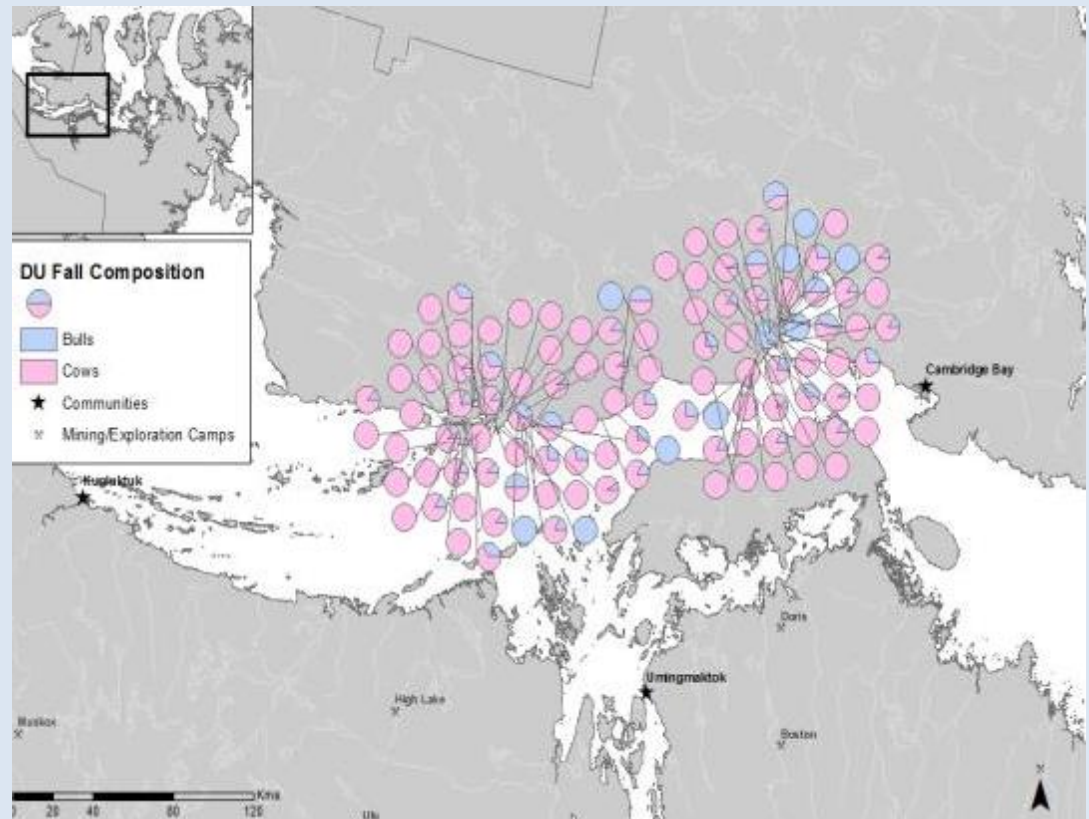 DU Fall Composition
Bulls
Cows
Communities
Mining/Exploration Camps
Cambridge Bay
Kugluktuk
Doris
Umingmaktok
High Lake
Muskox
Boston
Kms
0 20 40 80 120
Ulu